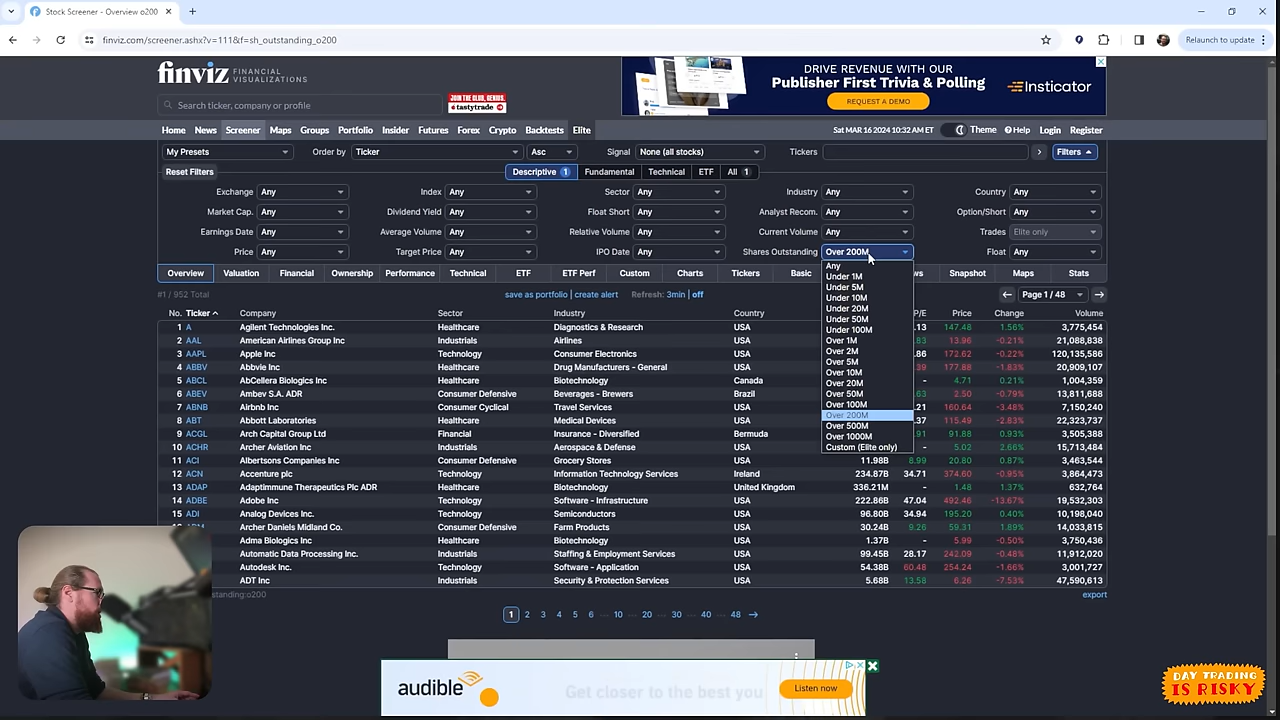 Stock Screener - Overview o200
finviz.com/screener.ashx?v=111&f=sh_outstanding_o200
Relaunch to update
finviz FINANCIAL VISUALIZATIONS
Search ticker, company or profile
JOIN THE CLUB, GENIUS.
tastytrade
DRIVE REVENUE WITH OUR
Publisher First Trivia & Polling
REQUEST A DEMO
Insticator
Home News Screener Maps Groups Portfolio Insider Futures Forex Crypto Backtests Elite Sat MAR 16 2024 10:32 AM ET Theme Help Login Register
My Presets Order by Ticker Asc Signal None (all stocks) Tickers Filters
Reset Filters Descriptive 1 Fundamental Technical ETF All 1
Exchange Any Index Any Sector Any Industry Any Country Any
Market Cap. Any Dividend Yield Any Float Short Any Analyst Recom. Any Option/Short Any
Earnings Date Any Average Volume Any Relative Volume Any Current Volume Any Trades Elite only
Price Any Target Price Any IPO Date Any Shares Outstanding Over 200M Float Any
Any
Under 1M
Under 5M
Under 10M
Under 20M
Under 50M
Under 100M
Over 1M
Over 2M
Over 5M
Over 10M
Over 20M
Over 50M
Over 100M
Over 200M
Over 500M
Over 1000M
Custom (Elite only)
Overview Valuation Financial Ownership Performance Technical ETF ETF Perf Custom Charts Tickers Basic ws Snapshot Maps Stats
#1 / 952 Total save as portfolio | create alert Refresh: 3min | off Page 1 / 48
No. Ticker Company Sector Industry Country P/E Price Change Volume
1 A Agilent Technologies Inc. Healthcare Diagnostics & Research USA .13 147.48 1.56% 3,775,454
2 AAL American Airlines Group Inc Industrials Airlines USA .83 13.96 -0.21% 21,088,838
3 AAPL Apple Inc Technology Consumer Electronics USA .86 172.62 -0.22% 120,135,586
4 ABBV Abbvie Inc Healthcare Drug Manufacturers - General USA .39 177.88 -1.83% 20,909,107
5 ABCL AbCellera Biologics Inc Healthcare Biotechnology Canada - 4.71 0.21% 1,004,359
6 ABEV Ambev S.A. ADR Consumer Defensive Beverages - Brewers Brazil 2.50 -0.79% 13,811,688
7 ABNB Airbnb Inc Consumer Cyclical Travel Services USA .21 160.64 -3.48% 7,150,240
8 ABT Abbott Laboratories Healthcare Medical Devices USA 115.49 -2.83% 22,323,737
9 ACGL Arch Capital Group Ltd Financial Insurance - Diversified Bermuda .91 91.88 0.93% 3,505,388
10 ACHR Archer Aviation Inc Industrials Aerospace & Defense USA - 5.02 2.66% 15,713,484
11 ACI Albertsons Companies Inc Consumer Defensive Grocery Stores USA 11.98B 8.99 20.80 0.87% 3,463,544
12 ACN Accenture plc Technology Information Technology Services Ireland 234.87B 34.71 374.60 -0.95% 3,864,473
13 ADAP Adaptimmune Therapeutics Plc ADR Healthcare Biotechnology United Kingdom 336.21M - 1.48 1.37% 632,764
14 ADBE Adobe Inc Technology Software - Infrastructure USA 222.86B 47.04 492.46 -13.67% 19,532,303
15 ADI Analog Devices Inc. Technology Semiconductors USA 96.80B 34.94 195.20 0.40% 10,198,040
Archer Daniels Midland Co. Consumer Defensive Farm Products USA 30.24B 9.26 59.31 1.89% 14,033,815
Adma Biologics Inc Healthcare Biotechnology USA 1.37B - 5.99 -0.50% 3,750,436
Automatic Data Processing Inc. Industrials Staffing & Employment Services USA 99.45B 28.17 242.09 -0.48% 11,912,020
Autodesk Inc. Technology Software - Application USA 54.38B 60.48 254.24 -1.66% 3,001,727
ADT Inc Industrials Security & Protection Services USA 5.68B 13.58 6.26 -7.53% 47,590,613
standing:o200 export
1 2 3 4 5 6 ... 10 ... 20 ... 30 ... 40 ... 48
audible
Get closer to the best you
Listen now
DAY TRADING
IS RISKY